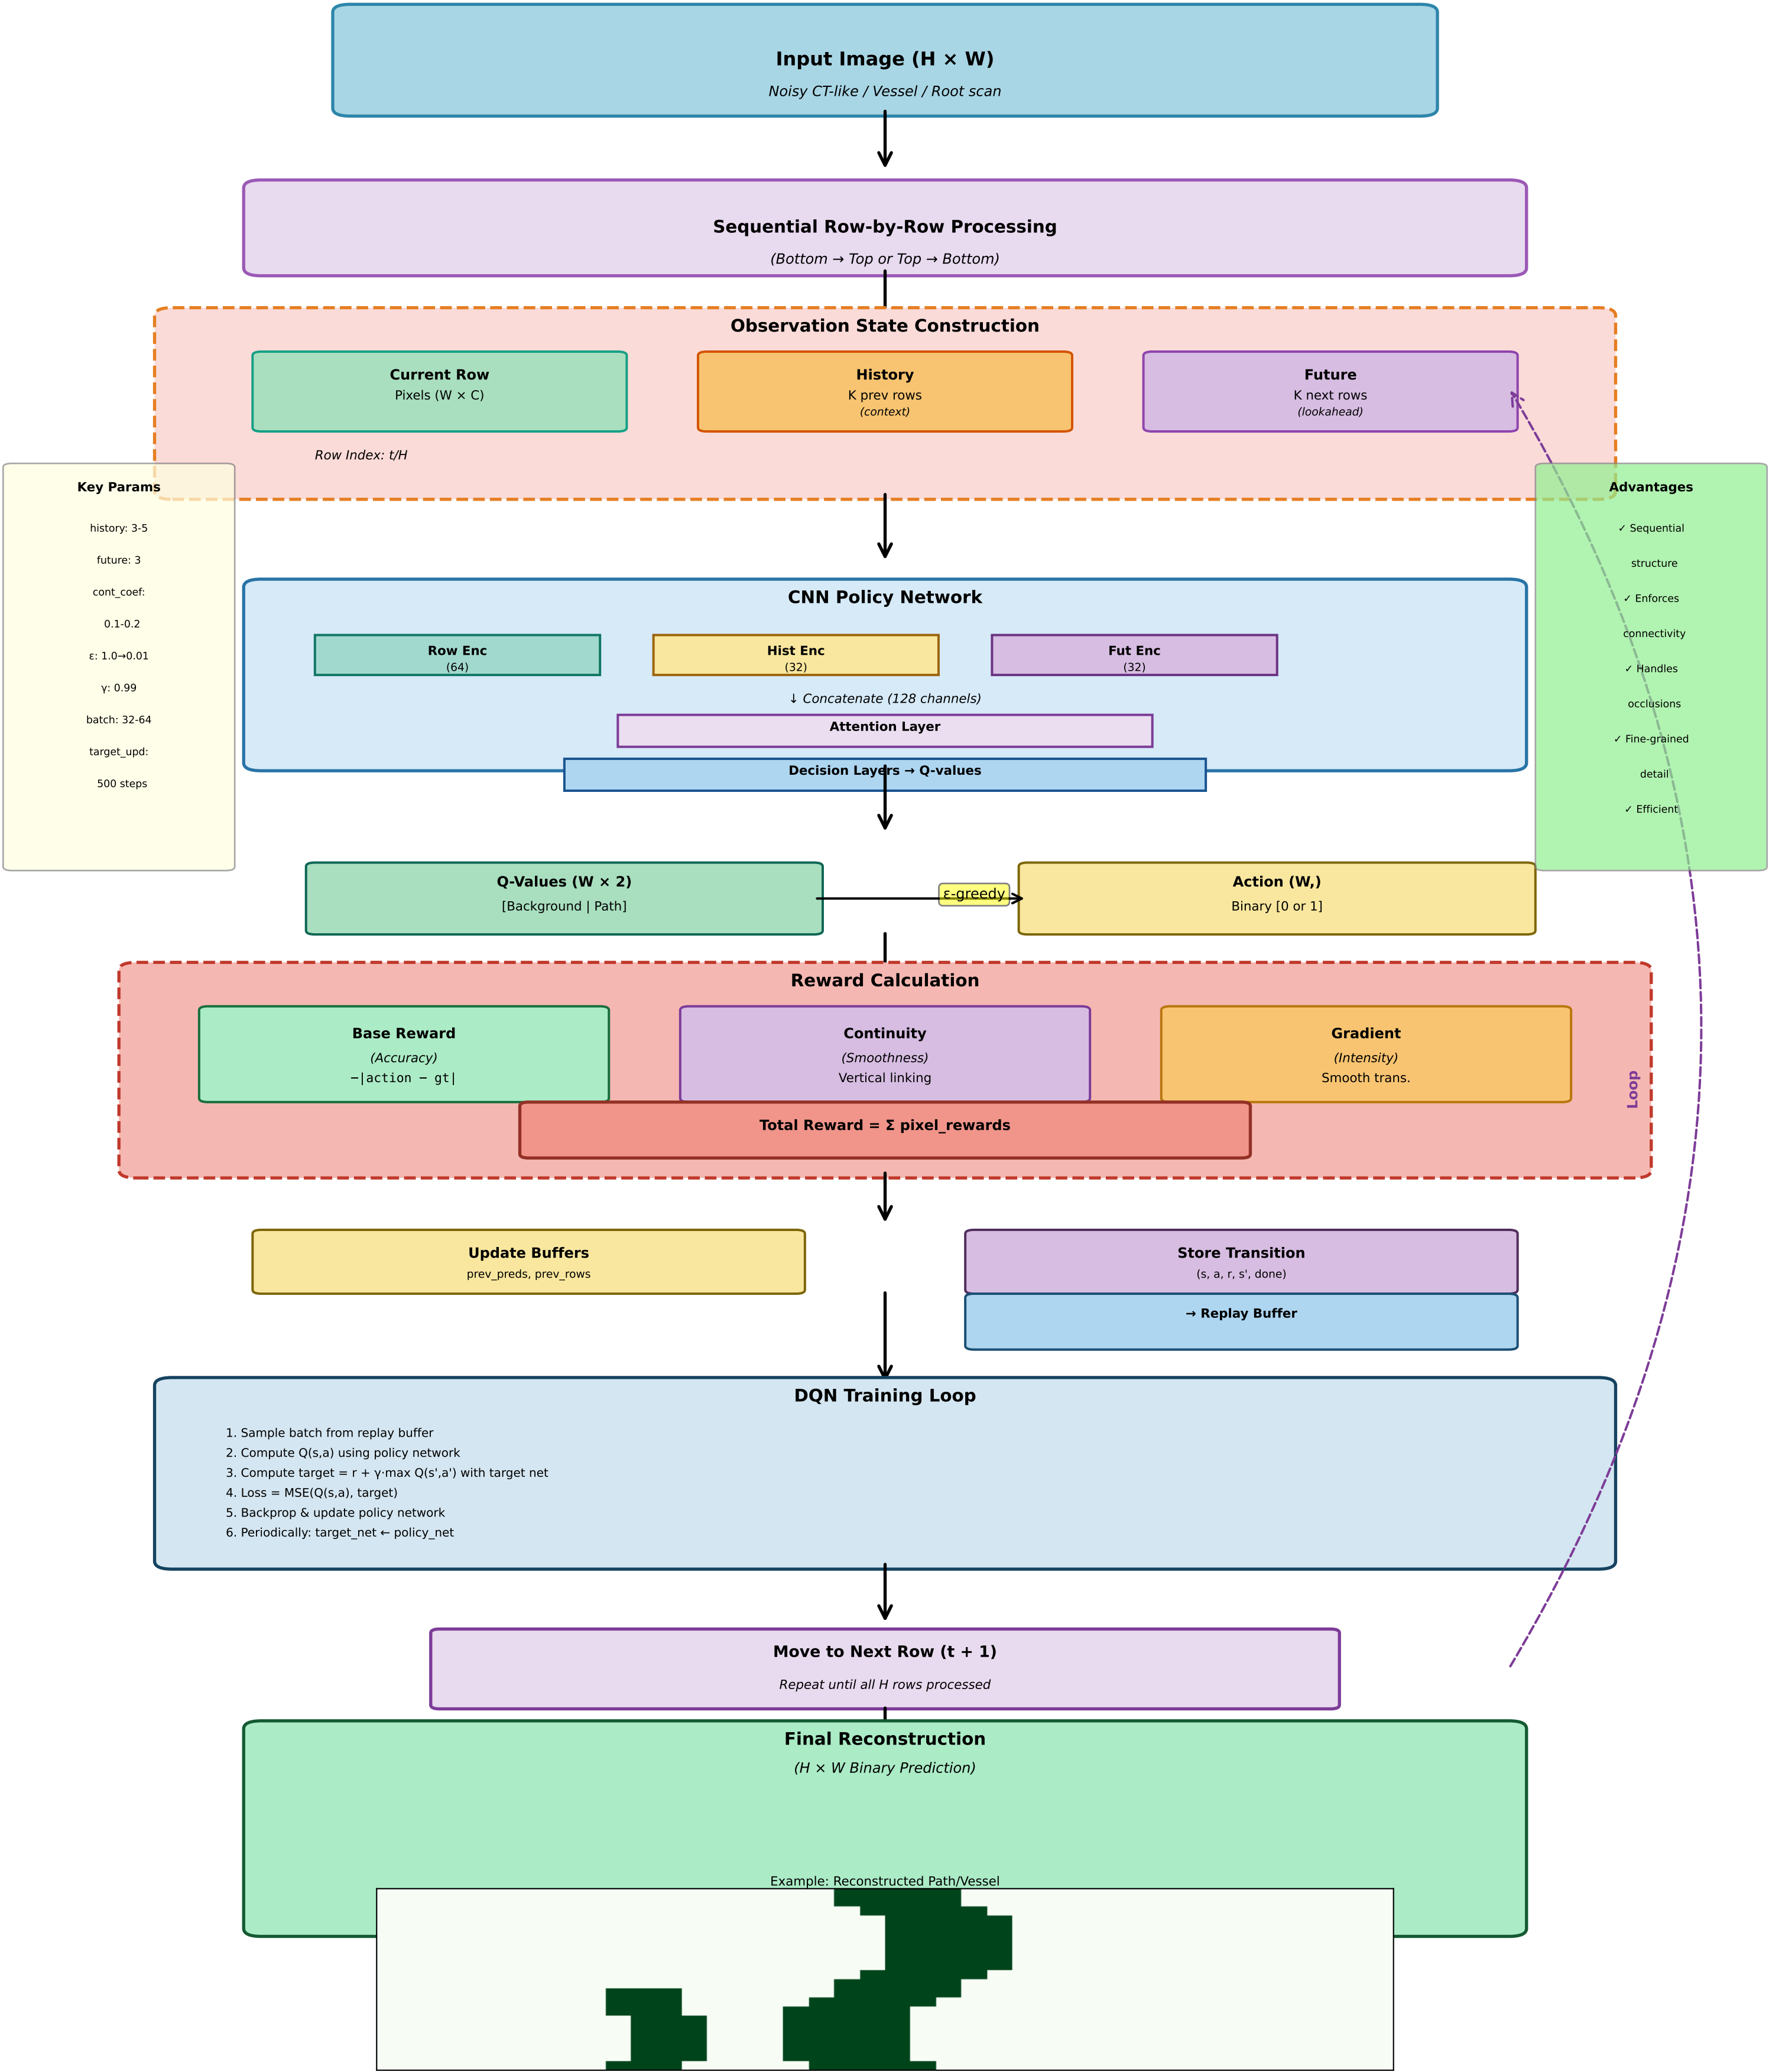 Input Image (H × W)
Noisy CT-like / Vessel / Root scan
Sequential Row-by-Row Processing
(Bottom → Top or Top → Bottom)
Observation State Construction
Current Row
Pixels (W × C)
History
K prev rows
(context)
Future
K next rows
(lookahead)
Row Index: t/H
Key Params
history: 3-5
future: 3
cont_coef:
0.1-0.2
ε: 1.0→0.01
γ: 0.99
batch: 32-64
target_upd:
500 steps
Advantages
✓ Sequential
structure
✓ Enforces
connectivity
✓ Handles
occlusions
✓ Fine-grained
detail
✓ Efficient
CNN Policy Network
Row Enc
(64)
Hist Enc
(32)
Fut Enc
(32)
↓ Concatenate (128 channels)
Attention Layer
Decision Layers → Q-values
Q-Values (W × 2)
[Background | Path]
ε-greedy
Action (W,)
Binary [0 or 1]
Reward Calculation
Base Reward
(Accuracy)
−|action − gt|
Continuity
(Smoothness)
Vertical linking
Gradient
(Intensity)
Smooth trans.
Total Reward = Σ pixel_rewards
Loop
Update Buffers
prev_preds, prev_rows
Store Transition
(s, a, r, s', done)
→ Replay Buffer
DQN Training Loop
1. Sample batch from replay buffer
2. Compute Q(s,a) using policy network
3. Compute target = r + γ·max Q(s',a') with target net
4. Loss = MSE(Q(s,a), target)
5. Backprop & update policy network
6. Periodically: target_net ← policy_net
Move to Next Row (t + 1)
Repeat until all H rows processed
Final Reconstruction
(H × W Binary Prediction)
Example: Reconstructed Path/Vessel